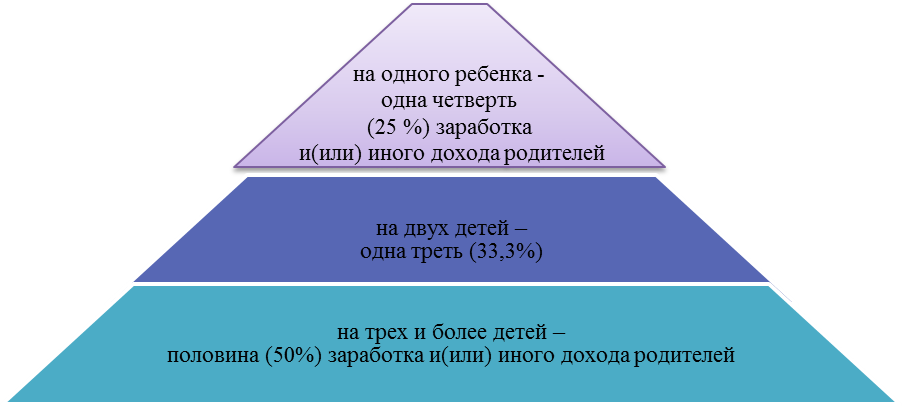 на одного ребенка -
одна четверть
(25 %) заработка
и(или) иного дохода родителей
на двух детей –
одна треть (33,3%)
на трех и более детей –
половина (50%) заработка и(или) иного дохода родителей